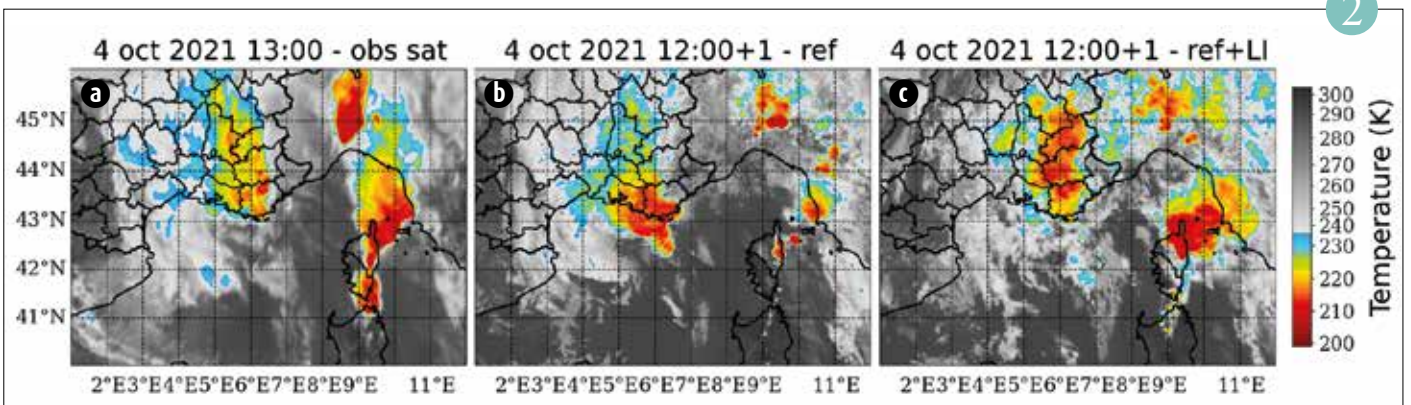 2
4 oct 2021 13:00 - obs sat
4 oct 2021 12:00+1 - ref
4 oct 2021 12:00+1 - ref+LI
a
b
c
45°N
44°N
43°N
42°N
41°N
2°E3°E4°E5°E6°E7°E8°E9°E 11°E
2°E3°E4°E5°E6°E7°E8°E9°E 11°E
2°E3°E4°E5°E6°E7°E8°E9°E 11°E
300
290
280
270
260
250
240
230
220
210
200
Temperature (K)